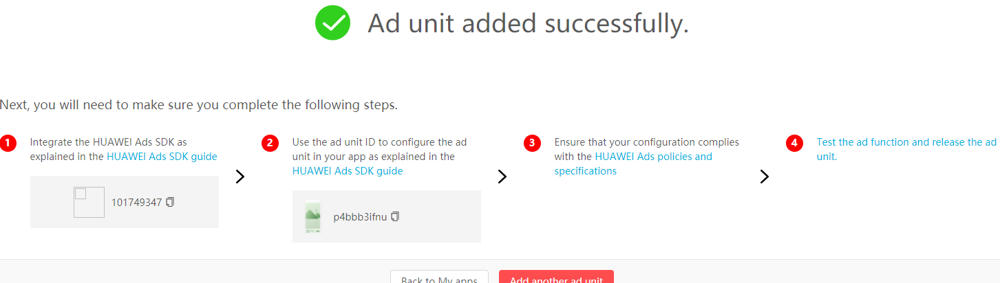 Ad unit added successfully.
Next, you will need to make sure you complete the following steps.
1
Integrate the HUAWEI Ads SDK as
explained in the HUAWEI Ads SDK guide
101749347
2
Use the ad unit ID to configure the ad
unit in your app as explained in the
HUAWEI Ads SDK guide
p4bbb3ifnu
3
Ensure that your configuration complies
with the HUAWEI Ads policies and
specifications
4
Test the ad function and release the ad
unit.
Back to My apps
Add another ad unit